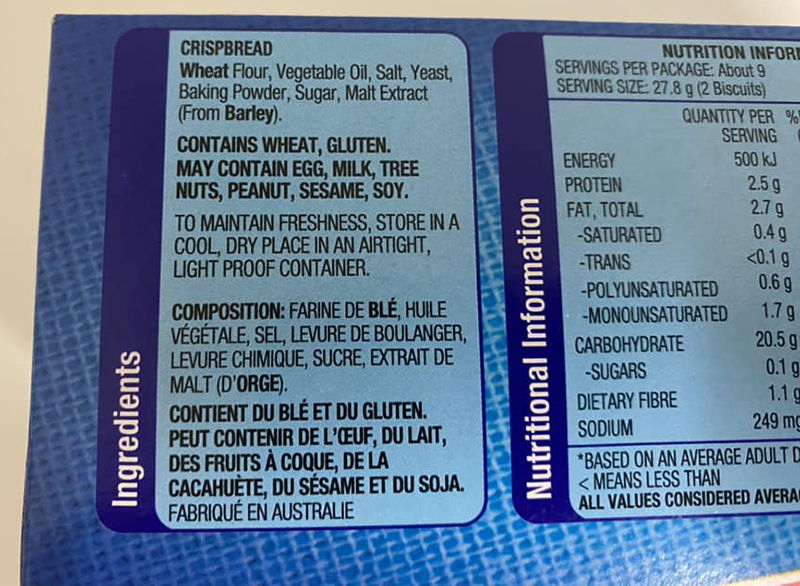 Ingredients
CRISPBREAD
Wheat Flour, Vegetable Oil, Salt, Yeast,
Baking Powder, Sugar, Malt Extract
(From Barley).
CONTAINS WHEAT, GLUTEN.
MAY CONTAIN EGG, MILK, TREE
NUTS, PEANUT, SESAME, SOY.
TO MAINTAIN FRESHNESS, STORE IN A
COOL, DRY PLACE IN AN AIRTIGHT,
LIGHT PROOF CONTAINER.
COMPOSITION: FARINE DE BLÉ, HUILE
VÉGÉTALE, SEL, LEVURE DE BOULANGER,
LEVURE CHIMIQUE, SUCRE, EXTRAIT DE
MALT (D'ORGE).
CONTIENT DU BLÉ ET DU GLUTEN.
PEUT CONTENIR DE L'ŒUF, DU LAIT,
DES FRUITS À COQUE, DE LA
CACAHUÈTE, DU SÉSAME ET DU SOJA.
FABRIQUÉ EN AUSTRALIE
Nutritional Information
NUTRITION
SERVINGS PER PACKAGE: About 9
SERVING SIZE: 27.8 g (2 Biscuits)
QUANTITY PER %
SERVING
ENERGY 500 kJ
PROTEIN 2.5 g
FAT, TOTAL 2.7 g
-SATURATED 0.4 g
-TRANS <0.1 g
-POLYUNSATURATED 0.6 g
-MONOUNSATURATED 1.7 g
CARBOHYDRATE 20.5 g
-SUGARS 0.1 g
DIETARY FIBRE 1.1 g
SODIUM 249 mg
*BASED ON AN AVERAGE ADULT D
< MEANS LESS THAN
ALL VALUES CONSIDERED